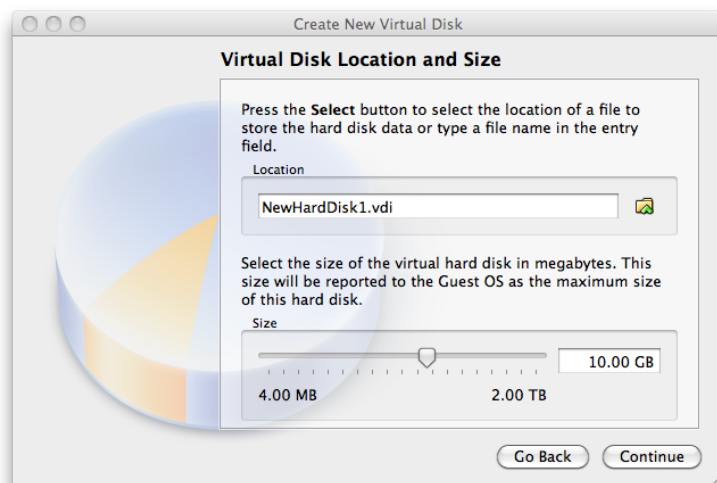 Create New Virtual Disk
Virtual Disk Location and Size
Press the Select button to select the location of a file to
store the hard disk data or type a file name in the entry
field.
Location
NewHardDisk1.vdi
Select the size of the virtual hard disk in megabytes. This
size will be reported to the Guest OS as the maximum size
of this hard disk.
Size
10.00 GB
4.00 MB 2.00 TB
Go Back Continue